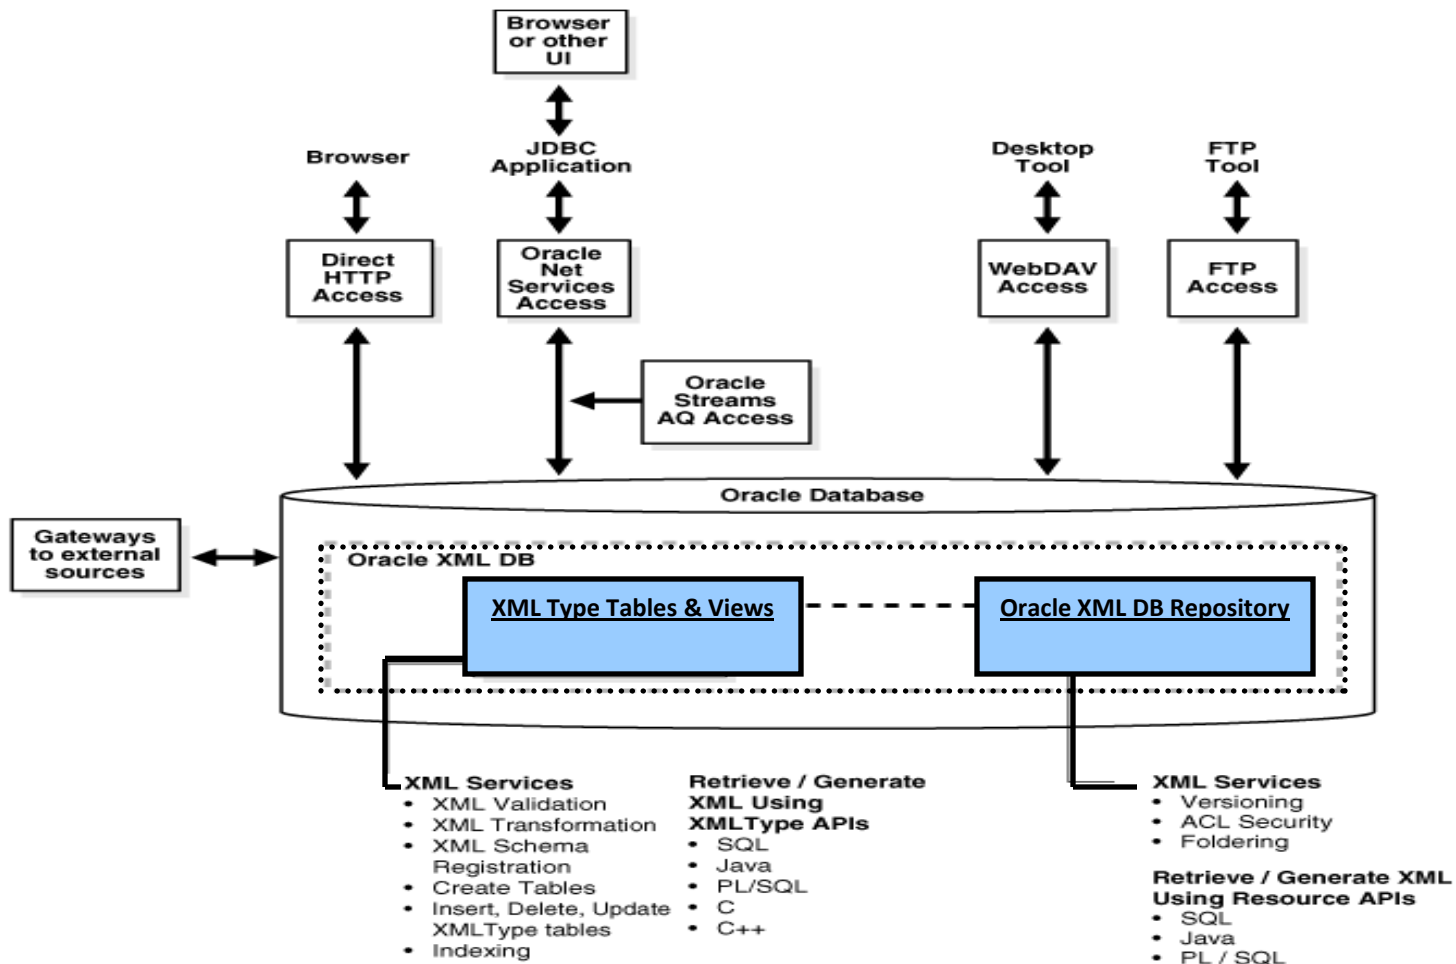 Browser
or other
UI
Browser
JDBC
Application
Desktop
Tool
FTP
Tool
Direct
HTTP
Access
Oracle
Net
Services
Access
WebDAV
Access
FTP
Access
Oracle
Streams
AQ Access
Oracle Database
Gateways
to external
sources
Oracle XML DB
XML Type Tables & Views
Oracle XML DB Repository
XML Services
• XML Validation
• XML Transformation
• XML Schema
Registration
• Create Tables
• Insert, Delete, Update
XMLType tables
• Indexing
Retrieve / Generate
XML Using
XMLType APIs
• SQL
• Java
• PL/SQL
• C
• C++
XML Services
• Versioning
• ACL Security
• Foldering
Retrieve / Generate XML
Using Resource APIs
• SQL
• Java
• PL / SQL